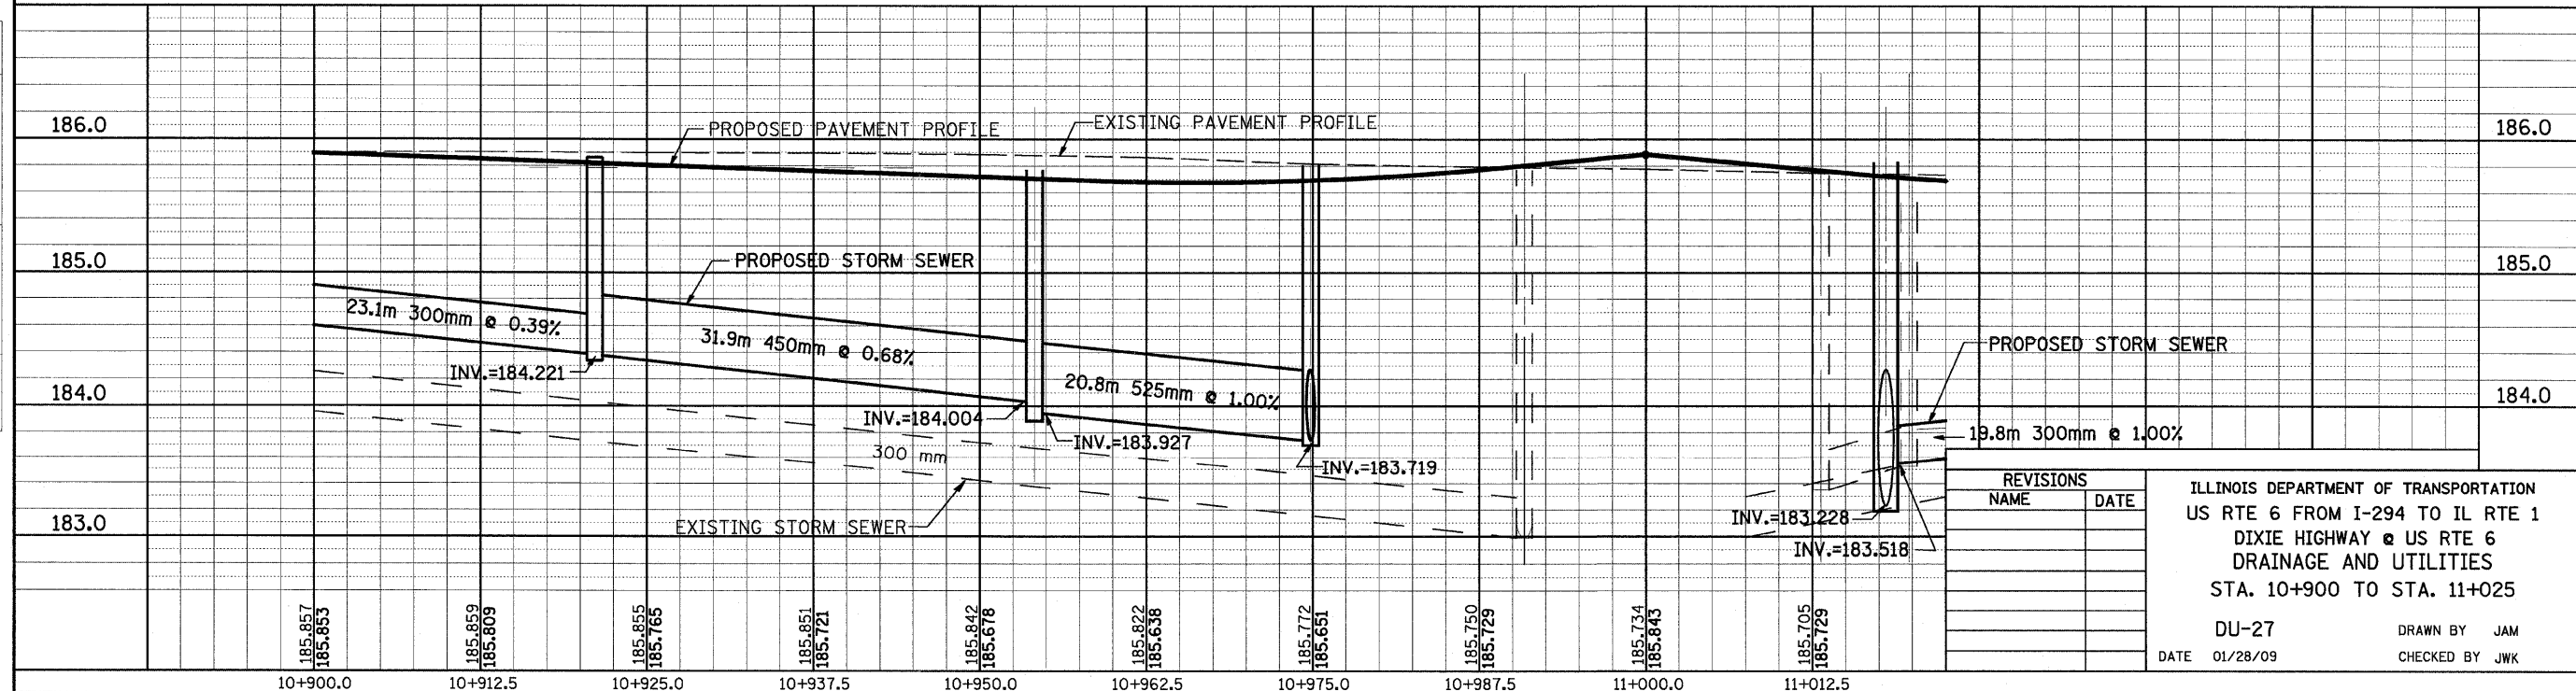 186.0
PROPOSED PAVEMENT PROFILE
EXISTING PAVEMENT PROFILE
186.0
185.0
PROPOSED STORM SEWER
185.0
23.1m 300mm @ 0.39%
31.9m 450mm @ 0.68%
PROPOSED STORM SEWER
INV.=184.221
20.8m 525mm @ 1.00%
184.0
INV.=184.004
184.0
INV.=183.927
19.8m 300mm @ 1.00%
300 mm
INV.=183.719
183.0
EXISTING STORM SEWER
INV.=183.228
INV.=183.518
185.857
185.853
185.859
185.809
185.855
185.765
185.851
185.721
185.842
185.678
185.822
185.638
185.772
185.651
185.750
185.729
185.734
185.843
185.705
185.729
10+900.0
10+912.5
10+925.0
10+937.5
10+950.0
10+962.5
10+975.0
10+987.5
11+000.0
11+012.5
REVISIONS
NAME
DATE
ILLINOIS DEPARTMENT OF TRANSPORTATION
US RTE 6 FROM I-294 TO IL RTE 1
DIXIE HIGHWAY @ US RTE 6
DRAINAGE AND UTILITIES
STA. 10+900 TO STA. 11+025
DU-27
DRAWN BY JAM
DATE 01/28/09
CHECKED BY JWK